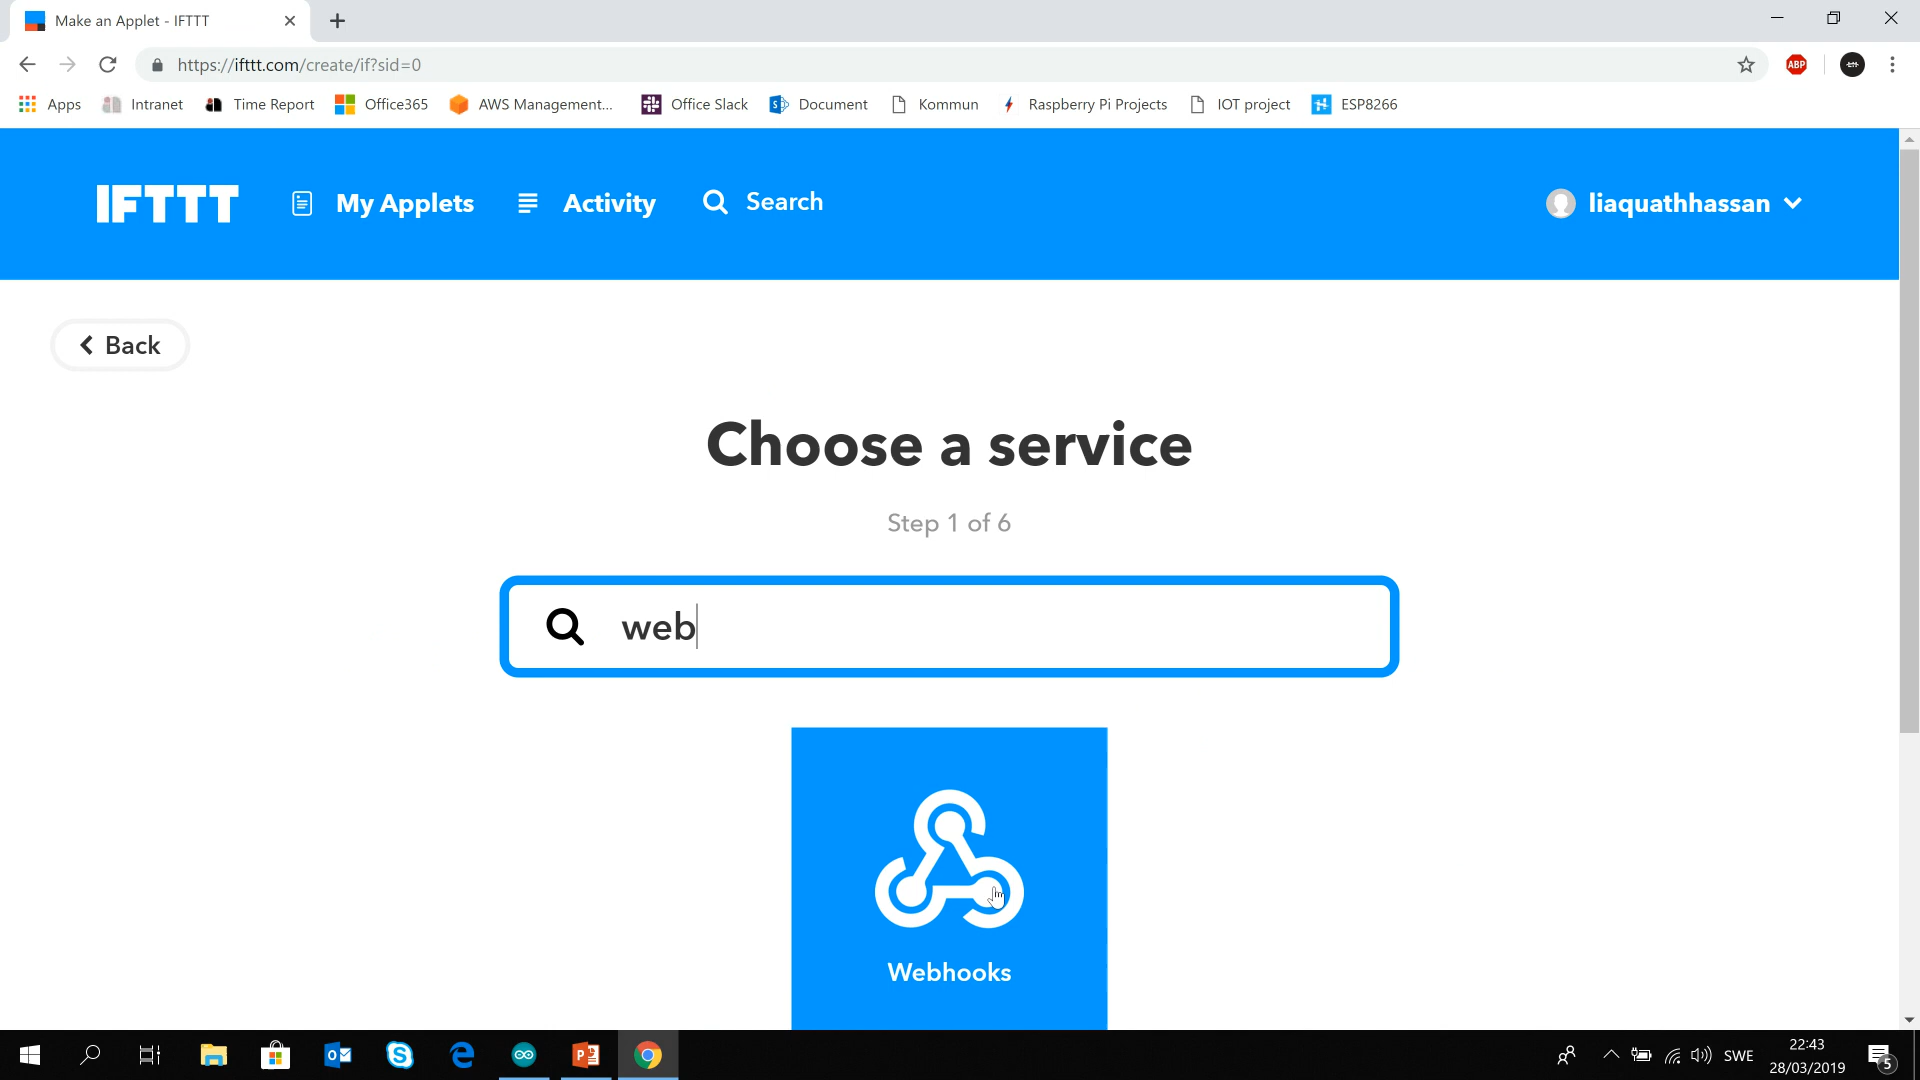 Make an Applet - IFTTT
https://ifttt.com/create/if?sid=0
ABP
Apps Intranet Time Report Office365 AWS Management... Office Slack Document Kommun Raspberry Pi Projects IOT project ESP8266
IFTTT My Applets Activity Search liaquathhassan
Back
Choose a service
Step 1 of 6
web
Webhooks
SWE
22:43
28/03/2019
5